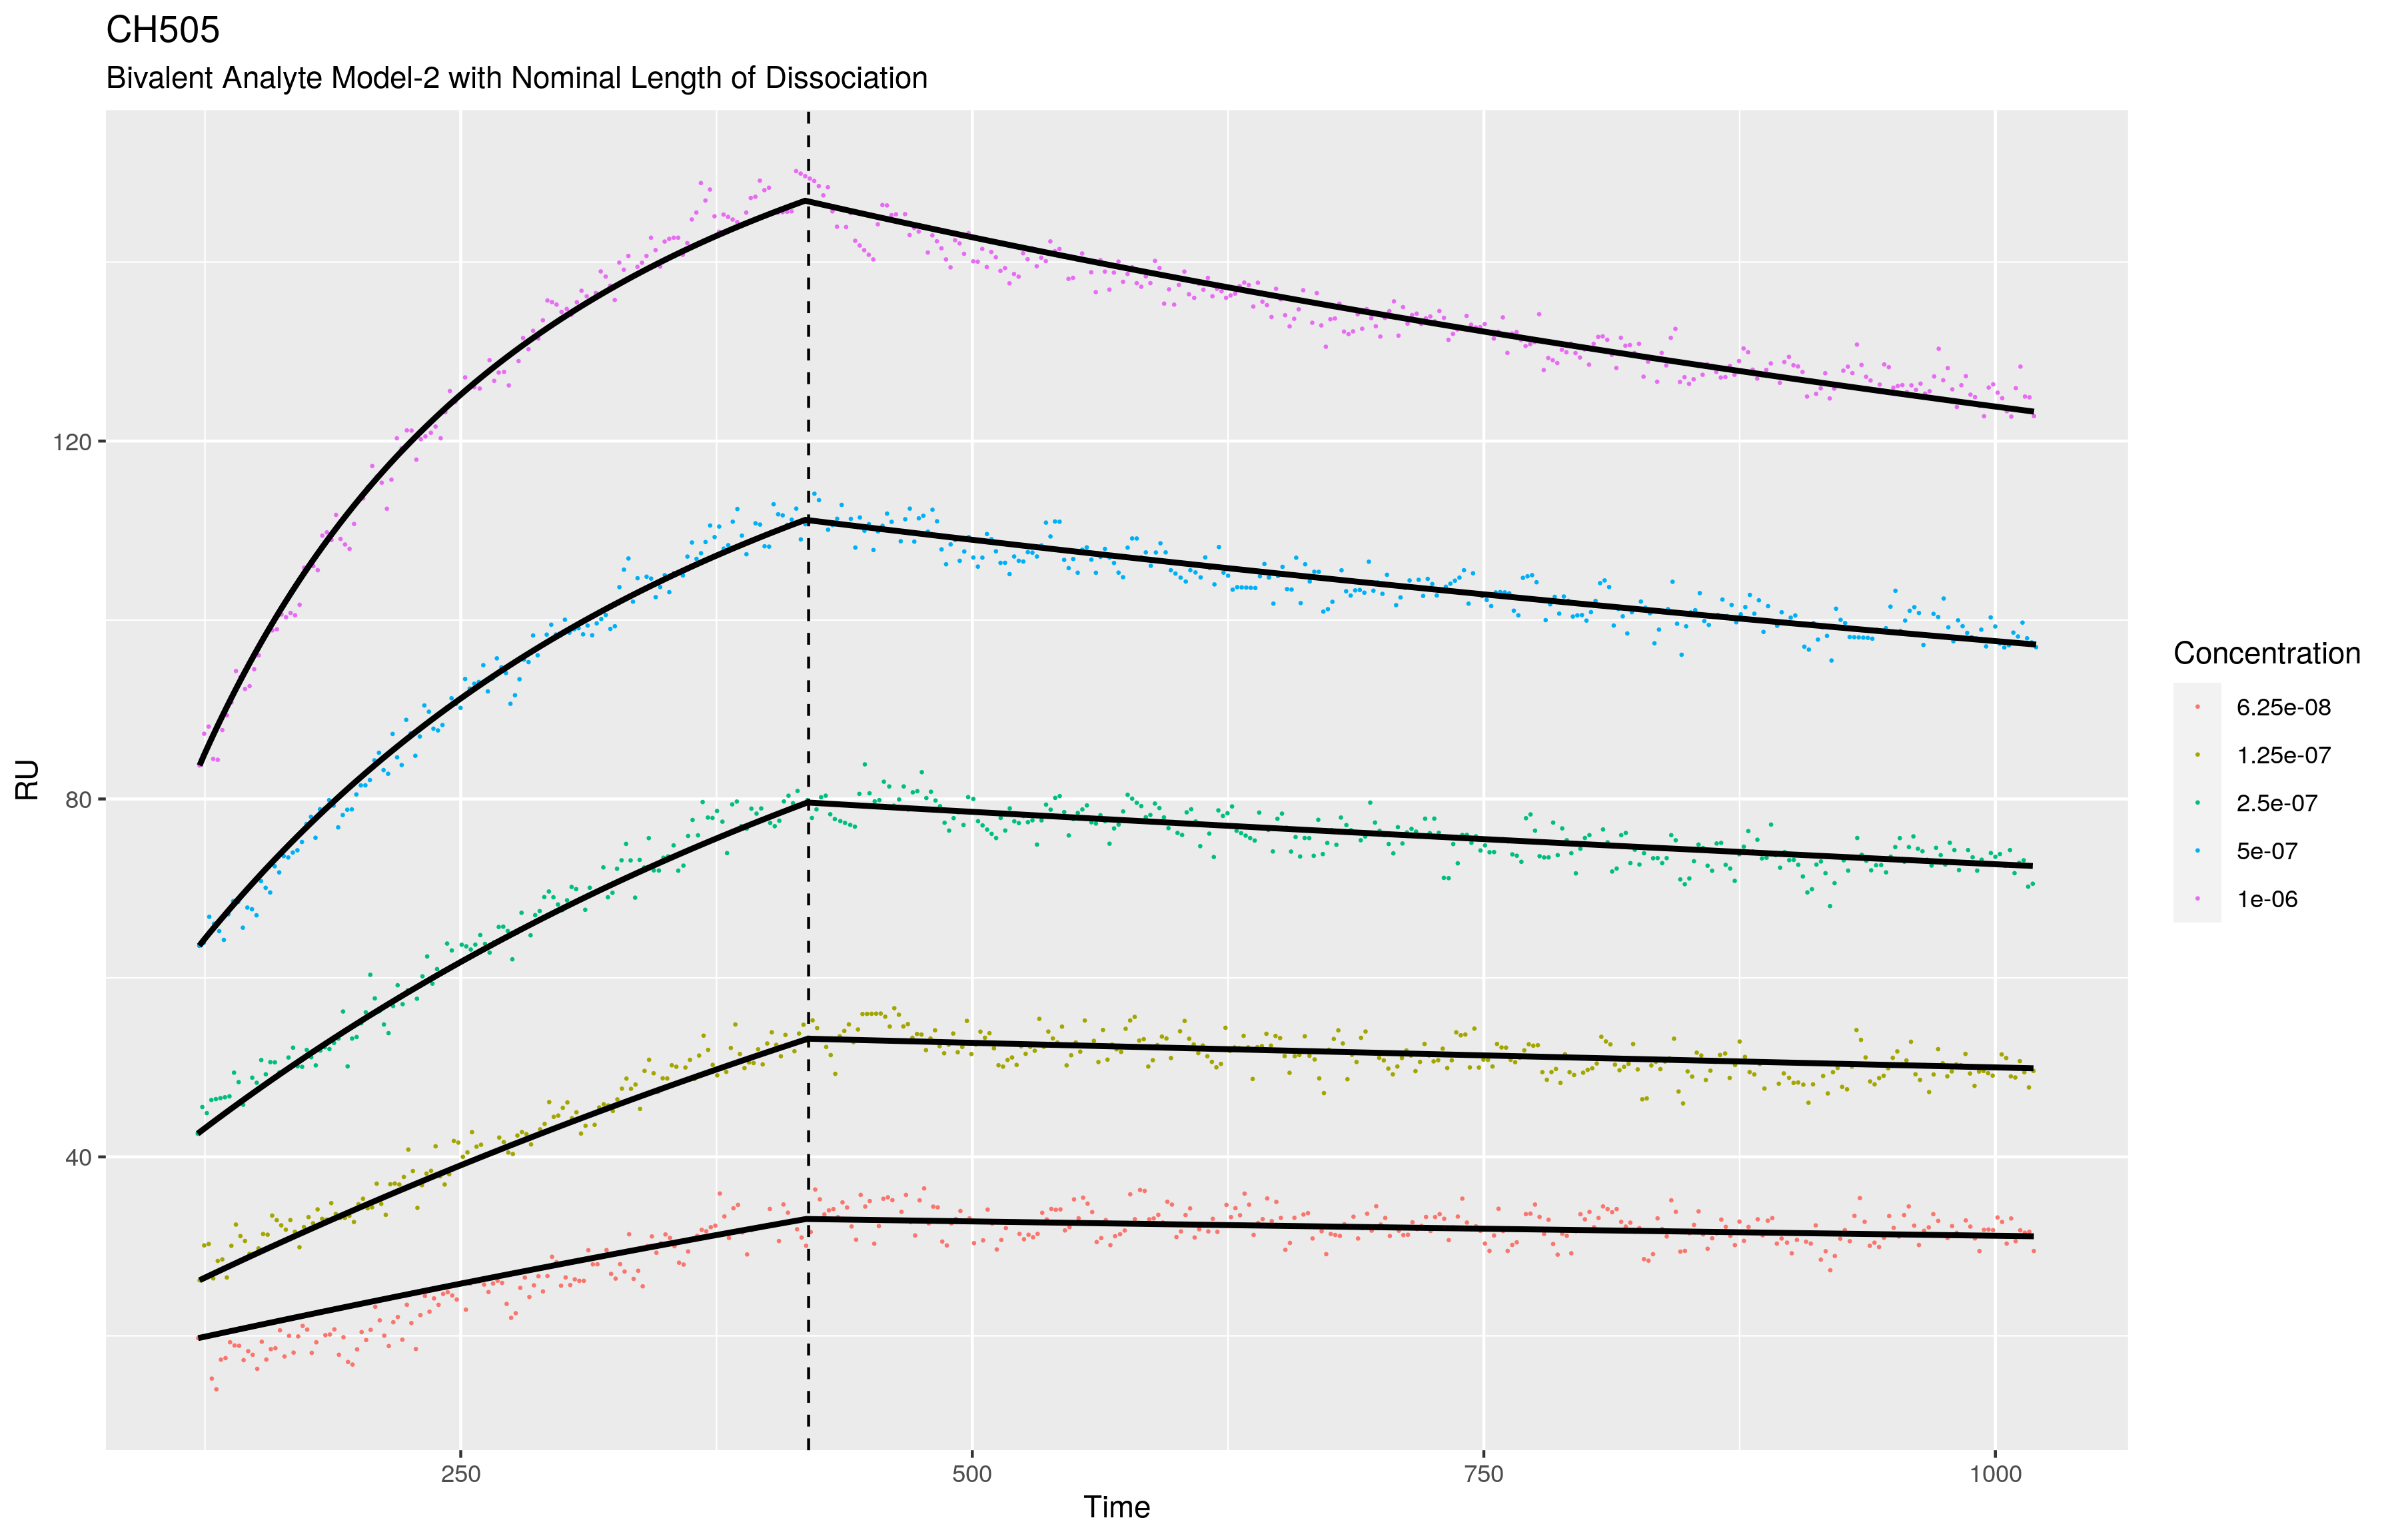 CH505
Bivalent Analyte Model-2 with Nominal Length of Dissociation
RU
120
80
40
250 500 750 1000
Time
Concentration
6.25e-08
1.25e-07
2.5e-07
5e-07
1e-06